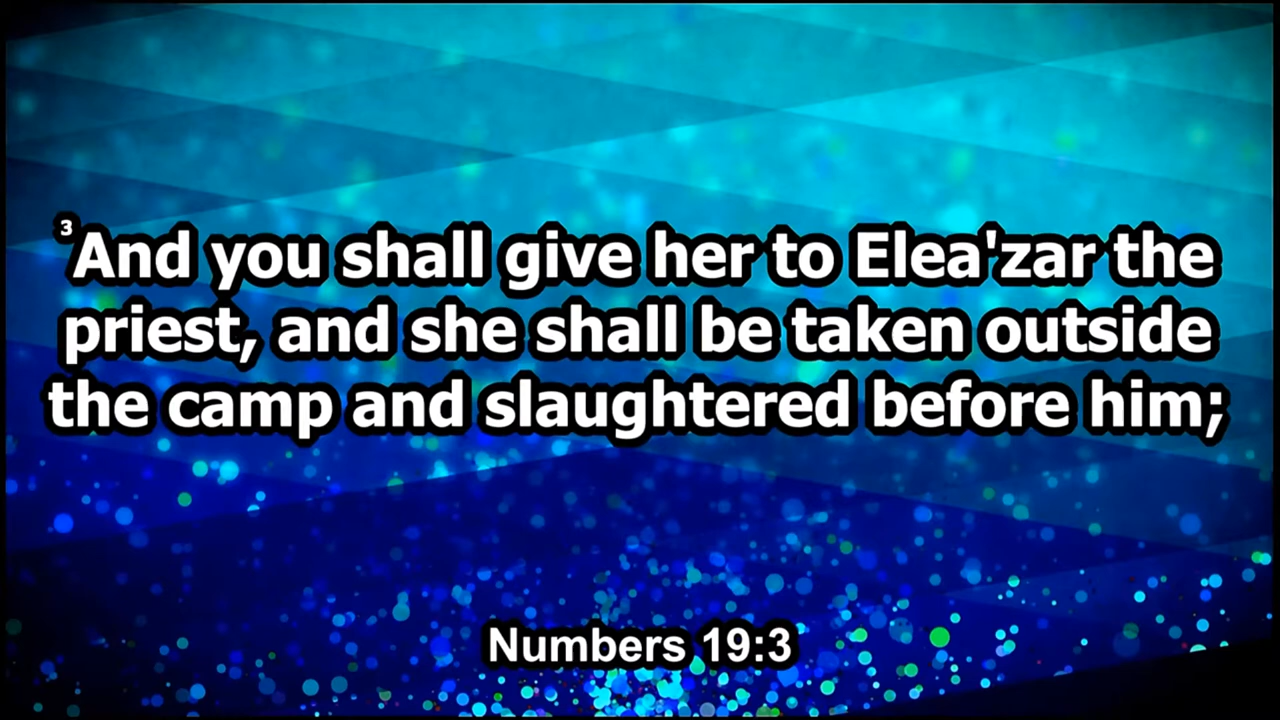 3And you shall give her to Elea'zar the
priest, and she shall be taken outside
the camp and slaughtered before him;
Numbers 19:3